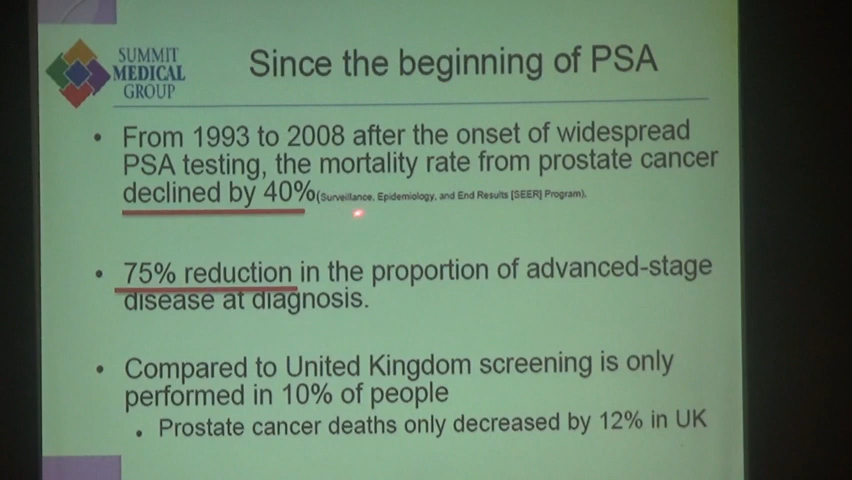 SUMMIT
MEDICAL
GROUP
Since the beginning of PSA
• From 1993 to 2008 after the onset of widespread
PSA testing, the mortality rate from prostate cancer
declined by 40%(Surveillance, Epidemiology, and End Results [SEER] Program).
• 75% reduction in the proportion of advanced-stage
disease at diagnosis.
• Compared to United Kingdom screening is only
performed in 10% of people
• Prostate cancer deaths only decreased by 12% in UK